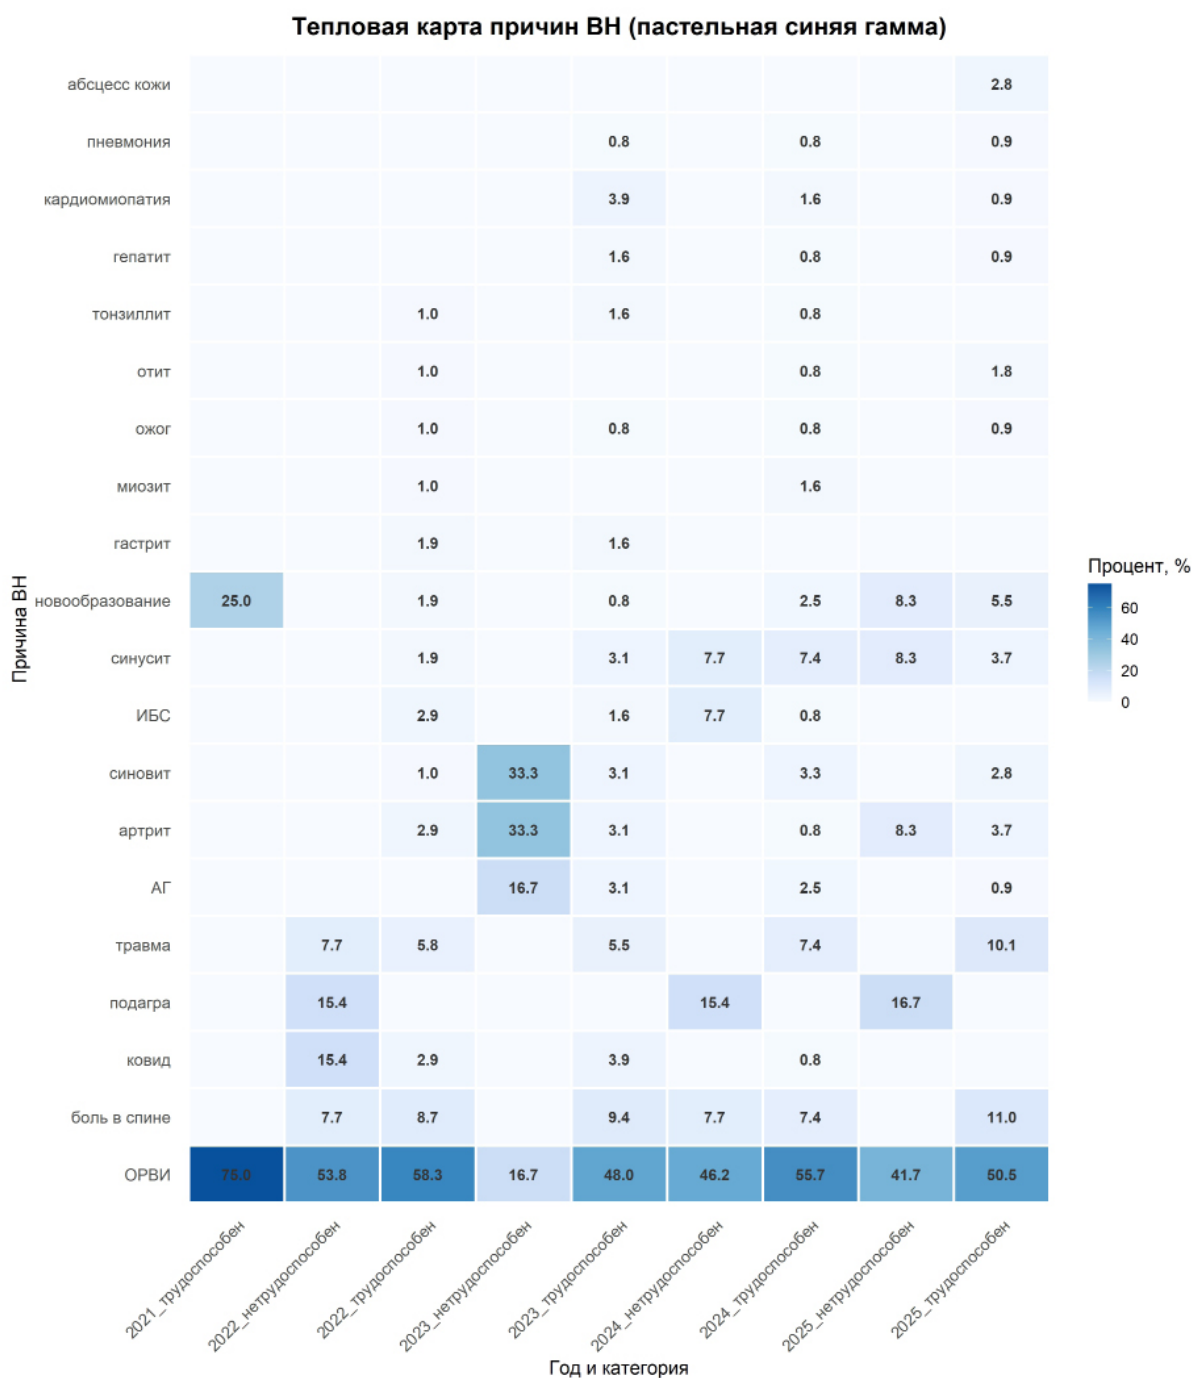 Тепловая карта причин ВН (пастельная синяя гамма)
абсцесс кожи 2.8
пневмония 0.8 0.8 0.9
кардиомиопатия 3.9 1.6 0.9
гепатит 1.6 0.8 0.9
тонзиллит 1.0 1.6 0.8
отит 1.0 0.8 1.8
ожог 1.0 0.8 0.8 0.9
миозит 1.0 1.6
гастрит 1.9 1.6
новообразование 25.0 1.9 0.8 2.5 8.3 5.5
синусит 1.9 3.1 7.7 7.4 8.3 3.7
ИБС 2.9 1.6 7.7 0.8
синовит 1.0 33.3 3.1 3.3 2.8
артрит 2.9 33.3 3.1 0.8 8.3 3.7
АГ 16.7 3.1 2.5 0.9
травма 7.7 5.8 5.5 7.4 10.1
подагра 15.4 15.4 16.7
ковид 15.4 2.9 3.9 0.8
боль в спине 7.7 8.7 9.4 7.7 7.4 11.0
ОРВИ 75.0 53.8 58.3 16.7 48.0 46.2 55.7 41.7 50.5
Причина ВН
2021_трудоспособен
2022_нетрудоспособен
2022_трудоспособен
2023_нетрудоспособен
2023_трудоспособен
2024_нетрудоспособен
2024_трудоспособен
2025_нетрудоспособен
2025_трудоспособен
Год и категория
Процент, %
60
40
20
0